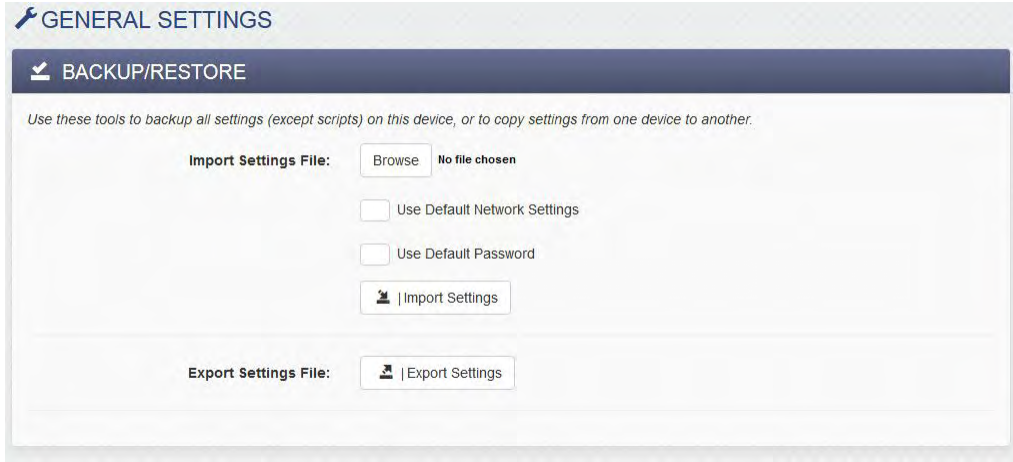 GENERAL SETTINGS
BACKUP/RESTORE
Use these tools to backup all settings (except scripts) on this device, or to copy settings from one device to another.
Import Settings File: Browse No file chosen
Use Default Network Settings
Use Default Password
| Import Settings
Export Settings File: | Export Settings